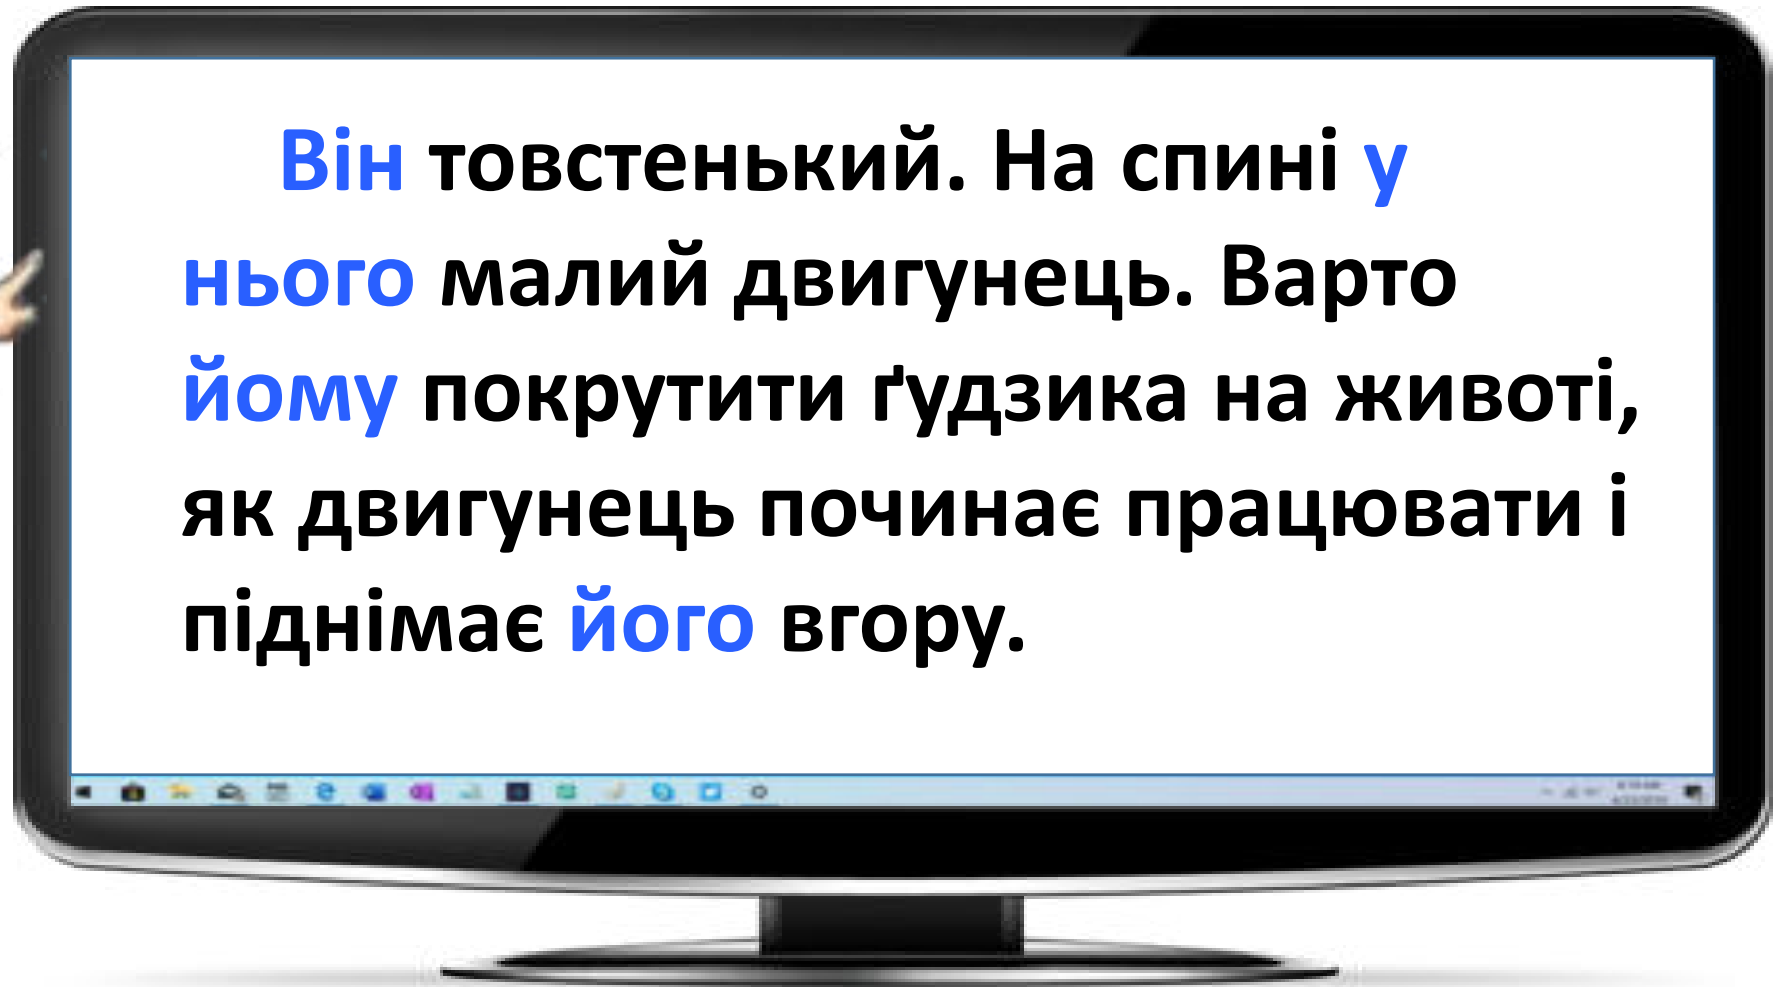 Він товстенький. На спині у
нього малий двигунець. Варто
йому покрутити ґудзика на животі,
як двигунець починає працювати і
піднімає його вгору.